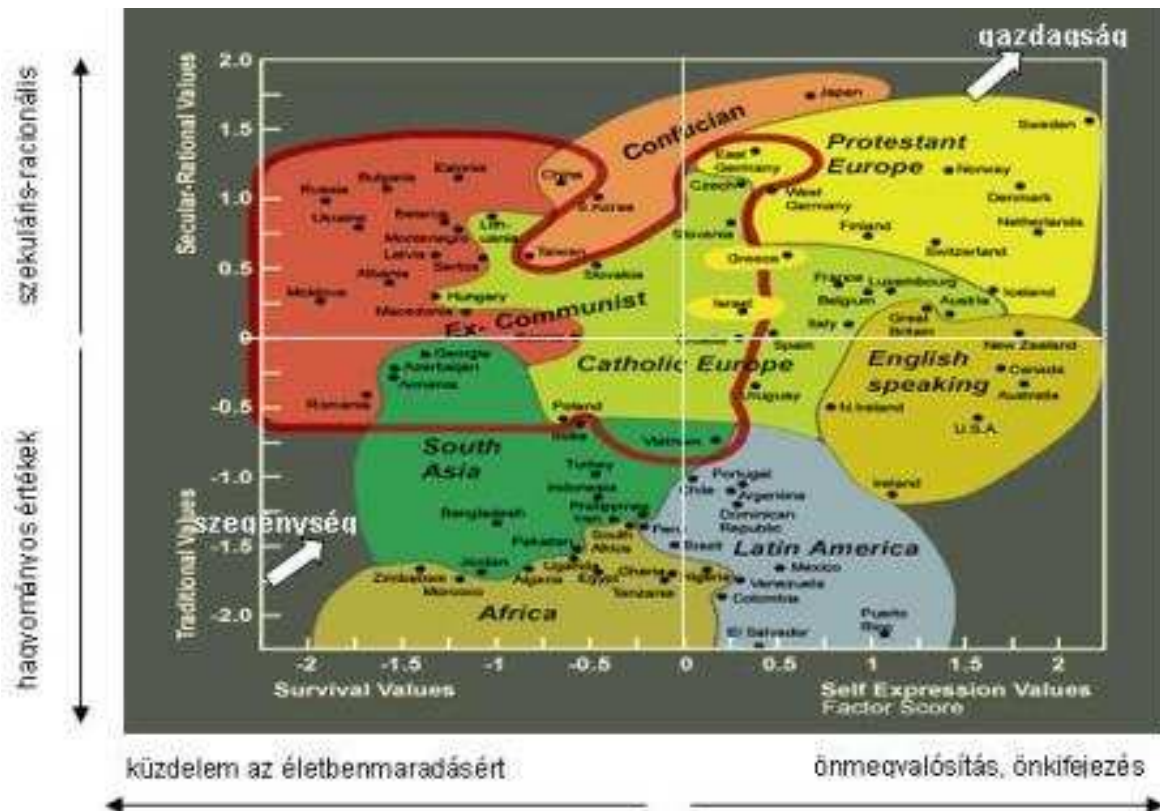 gazdagság
2.0
Secular-Rational Values
szekuláris-racionális
Japan
Confucian
1.5
Sweden
East
Germany
Protestant
Europe
Estonia
Bulgaria
China
Norway
Russia
Czech
West
Germany
Denmark
1.0
S.Korea
Ukraine
Belarus
Lith-
uania
Slovenia
Finland
Netherlands
Montenegro
Switzerland
Latvia
Serbia
Taiwan
Greece
0.5
Albania
Slovakia
France
Luxembourg
Moldova
Hungary
Israel
Belgium
Austria
Iceland
Macedonia
Ex- Communist
Italy
Great
Britain
0
Spain
New Zealand
Georgia
Azerbaijan
Catholic Europe
English
speaking
Canada
Armenia
Australia
Romania
Uruguay
-0.5
Poland
N.Ireland
India
U.S.A.
South
Asia
Vietnam
Turkey
Portugal
-1.0
Indonesia
Chile
Argentina
Ireland
Philippines
Dominican
Republic
Bangladesh
Iran
szegénység
South
Africa
Peru
-1.5
Pakistan
Brazil
Latin America
Uganda
Jordan
Zimbabwe
Algeria
Egypt
Ghana
Nigeria
Mexico
Morocco
Tanzania
Venezuela
Africa
Colombia
Puerto
Rico
-2.0
El Salvador
Traditional Values
hagyományos értékek
-2
-1.5
-1
-0.5
0
0.5
1
1.5
2
Survival Values
Self Expression Values
Factor Score
küzdelem az életbenmaradásért
önmegvalósítás, önkifejezés